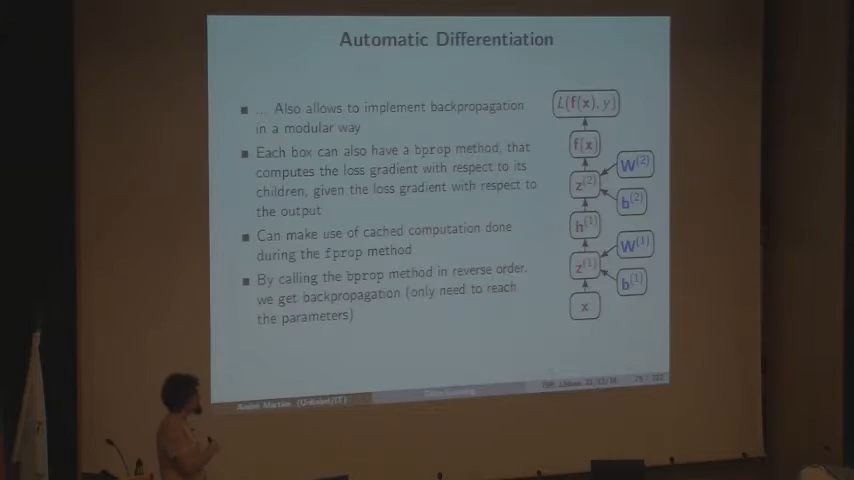 Automatic Differentiation
■ ... Also allows to implement backpropagation
in a modular way
■ Each box can also have a bprop method, that
computes the loss gradient with respect to its
children, given the loss gradient with respect to
the output
■ Can make use of cached computation done
during the fprop method
■ By calling the bprop method in reverse order,
we get backpropagation (only need to reach
the parameters)
L(f(x), y)
f(x)
W(2)
z(2)
b(2)
h(1)
W(1)
z(1)
b(1)
x